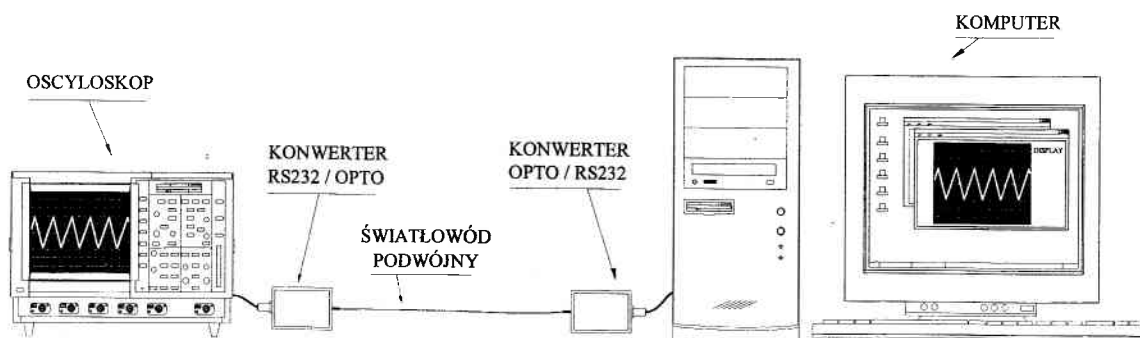 KOMPUTER
OSCYLOSKOP
KONWERTER
RS232 / OPTO
KONWERTER
OPTO / RS232
ŚWIATŁOWÓD
PODWÓJNY
DISPLAY